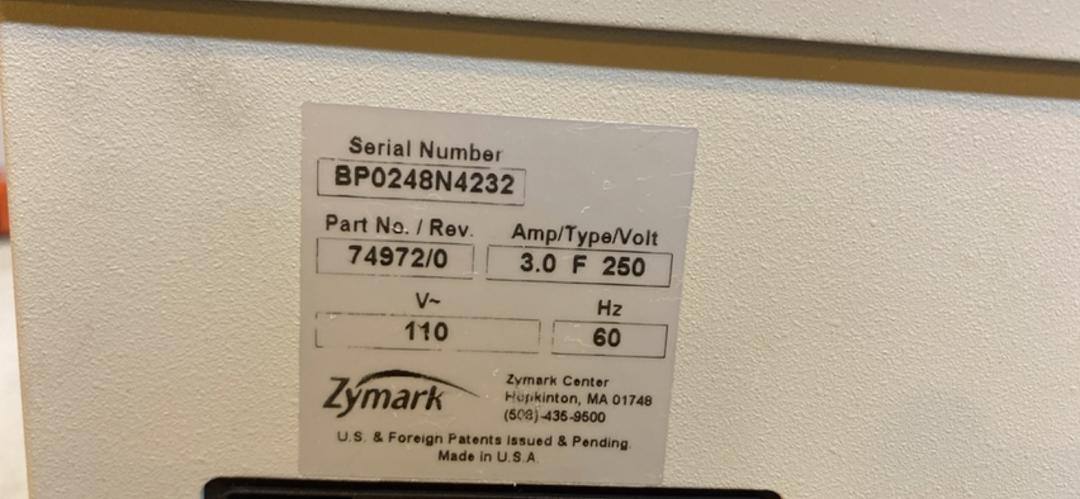 Serial Number
BP0248N4232
Part No. / Rev. Amp/Type/Volt
74972/0 3.0 F 250
V~ Hz
110 60
Zymark
Zymark Center
Hopkinton, MA 01748
(508)-435-9500
U.S. & Foreign Patents Issued & Pending.
Made in U.S.A.